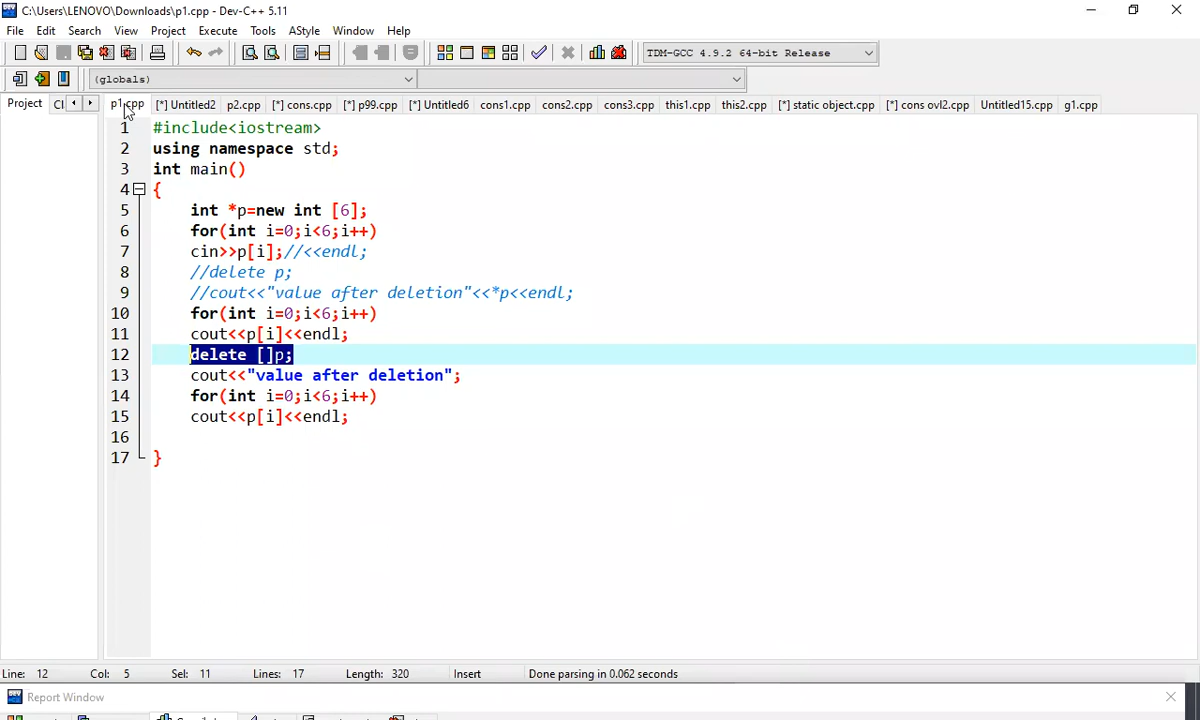 C:\Users\LENOVO\Downloads\p1.cpp - Dev-C++ 5.11
File Edit Search View Project Execute Tools AStyle Window Help
TDM-GCC 4.9.2 64-bit Release
(globals)
Project Cl p1.cpp [*] Untitled2 p2.cpp [*] cons.cpp [*] p99.cpp [*] Untitled6 cons1.cpp cons2.cpp cons3.cpp this1.cpp this2.cpp [*] static object.cpp [*] cons ovl2.cpp Untitled15.cpp g1.cpp
1 #include<iostream>
2 using namespace std;
3 int main()
4 {
5 int *p=new int [6];
6 for(int i=0;i<6;i++)
7 cin>>p[i];//<<endl;
8 //delete p;
9 //cout<<"value after deletion"<<*p<<endl;
10 for(int i=0;i<6;i++)
11 cout<<p[i]<<endl;
12 delete []p;
13 cout<<"value after deletion";
14 for(int i=0;i<6;i++)
15 cout<<p[i]<<endl;
16
17 }
Line: 12 Col: 5 Sel: 11 Lines: 17 Length: 320 Insert Done parsing in 0.062 seconds
Report Window